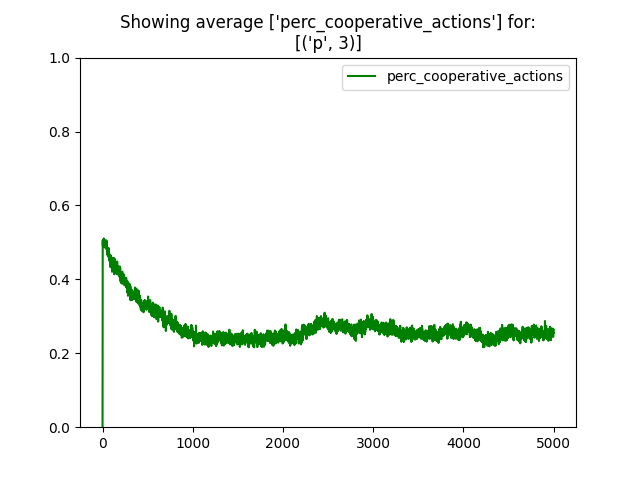 Showing average ['perc_cooperative_actions'] for:
[('p', 3)]
perc_cooperative_actions
1.0
0.8
0.6
0.4
0.2
0.0
0 1000 2000 3000 4000 5000